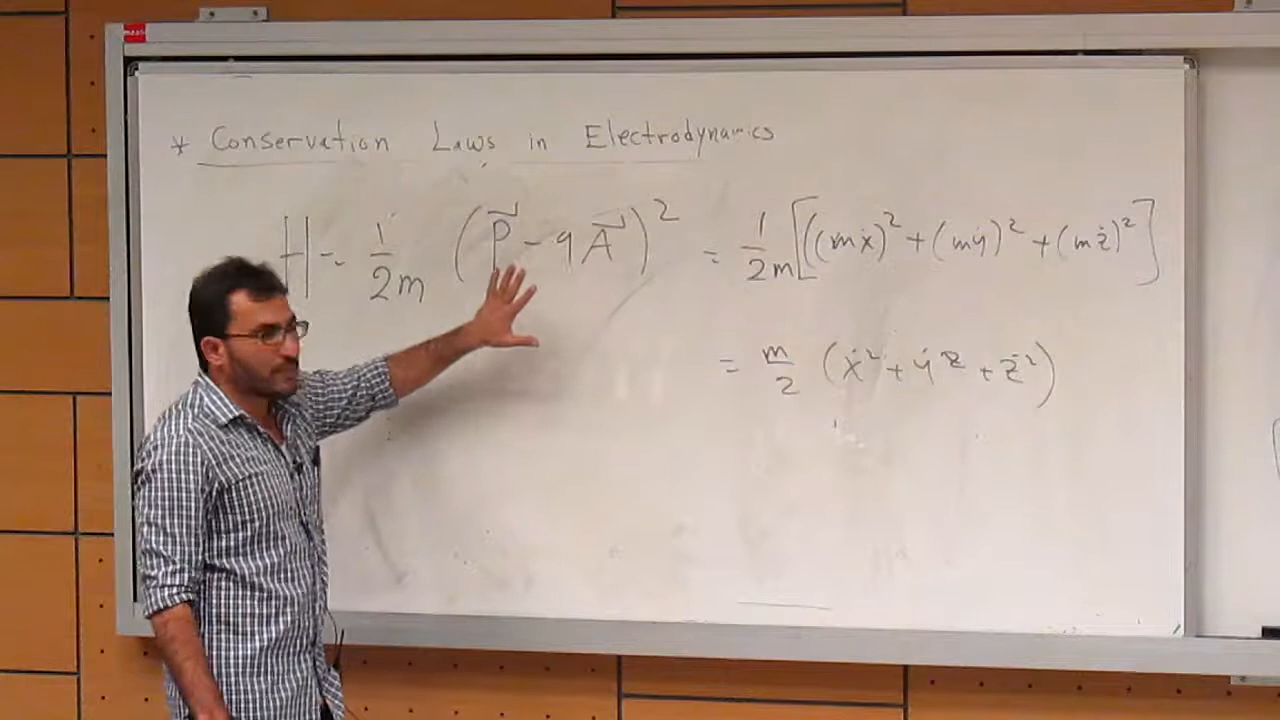 * Conservation Laws in Electrodynamics
H = 1/2m (P⃗ - qA⃗)² = 1/2m [((mẋ)² + (mẏ)² + (mż)²]
= m/2 (ẋ² + ẏ² + ż²)